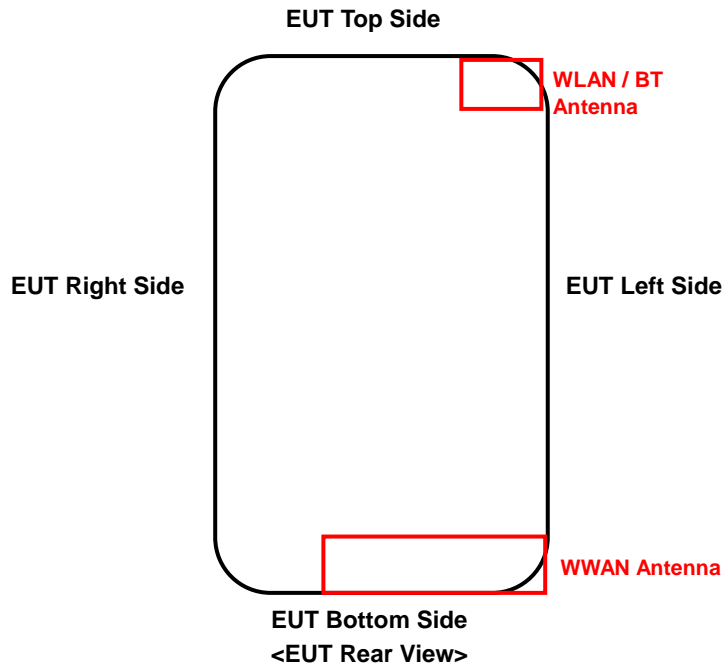 EUT Top Side
WLAN / BT
Antenna
EUT Right Side
EUT Left Side
WWAN Antenna
EUT Bottom Side
<EUT Rear View>